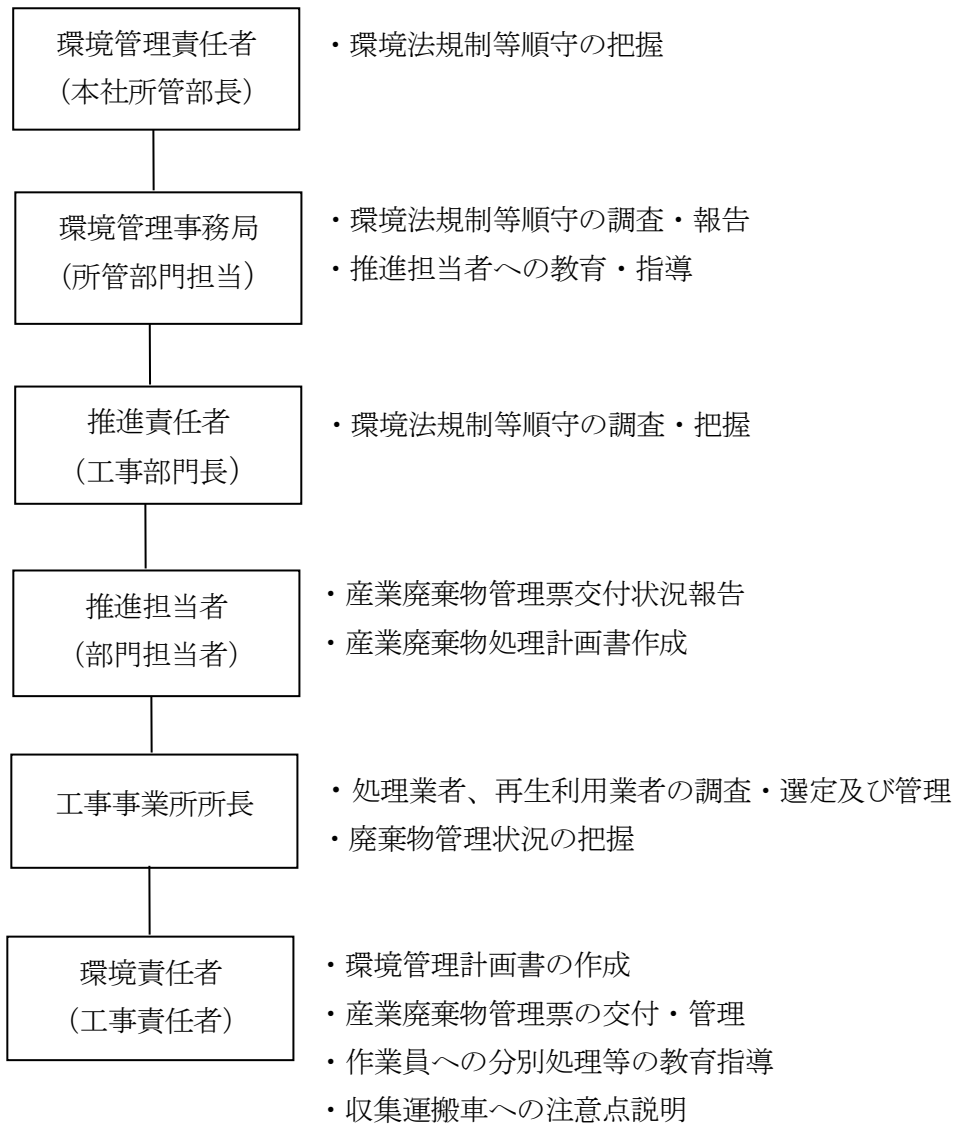 環境管理責任者
(本社所管部長)
・環境法規制等順守の把握
環境管理事務局
(所管部門担当)
・環境法規制等順守の調査・報告
・推進担当者への教育・指導
推進責任者
(工事部門長)
・環境法規制等順守の調査・把握
推進担当者
(部門担当者)
・産業廃棄物管理票交付状況報告
・産業廃棄物処理計画書作成
工事事業所所長
・処理業者、再生利用業者の調査・選定及び管理
・廃棄物管理状況の把握
環境責任者
(工事責任者)
・環境管理計画書の作成
・産業廃棄物管理票の交付・管理
・作業員への分別処理等の教育指導
・収集運搬車への注意点説明